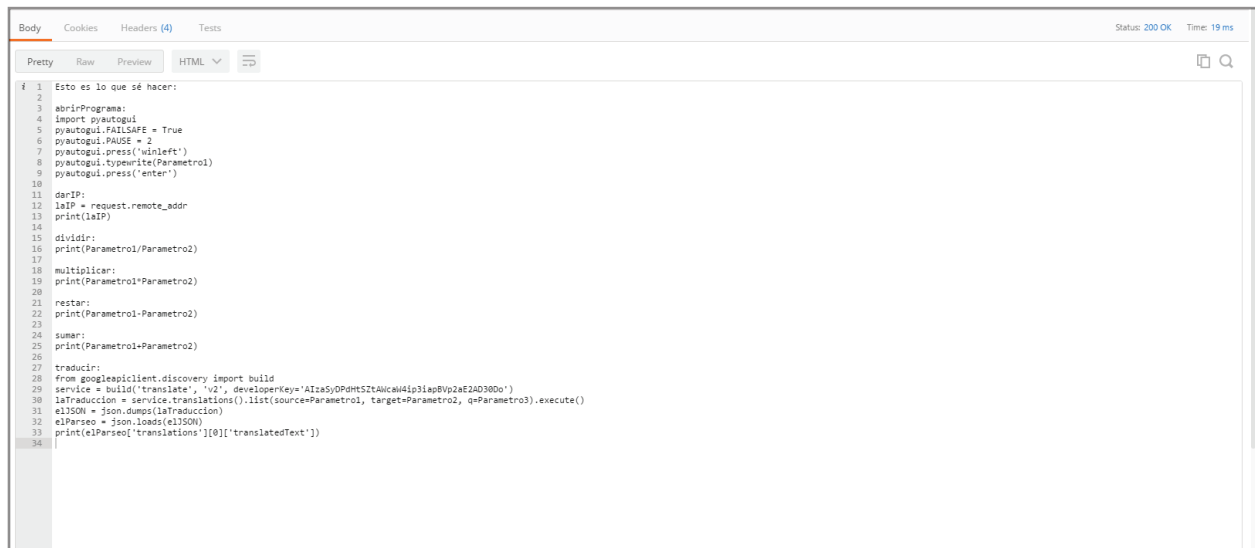 Body Cookies Headers (4) Tests Status: 200 OK Time: 19 ms
Pretty Raw Preview HTML
i 1 Esto es lo que sé hacer:
2
3 abrirPrograma:
4 import pyautogui
5 pyautogui.FAILSAFE = True
6 pyautogui.PAUSE = 2
7 pyautogui.press('winleft')
8 pyautogui.typewrite(Parametro1)
9 pyautogui.press('enter')
10
11 darIP:
12 laIP = request.remote_addr
13 print(laIP)
14
15 dividir:
16 print(Parametro1/Parametro2)
17
18 multiplicar:
19 print(Parametro1*Parametro2)
20
21 restar:
22 print(Parametro1-Parametro2)
23
24 sumar:
25 print(Parametro1+Parametro2)
26
27 traducir:
28 from googleapiclient.discovery import build
29 service = build('translate', 'v2', developerKey='AIzaSyDPdHtSZtAWcaW4ip3iapBVp2aE2AD30Do')
30 laTraduccion = service.translations().list(source=Parametro1, target=Parametro2, q=Parametro3).execute()
31 elJSON = json.dumps(laTraduccion)
32 elParseo = json.loads(elJSON)
33 print(elParseo['translations'][0]['translatedText'])
34